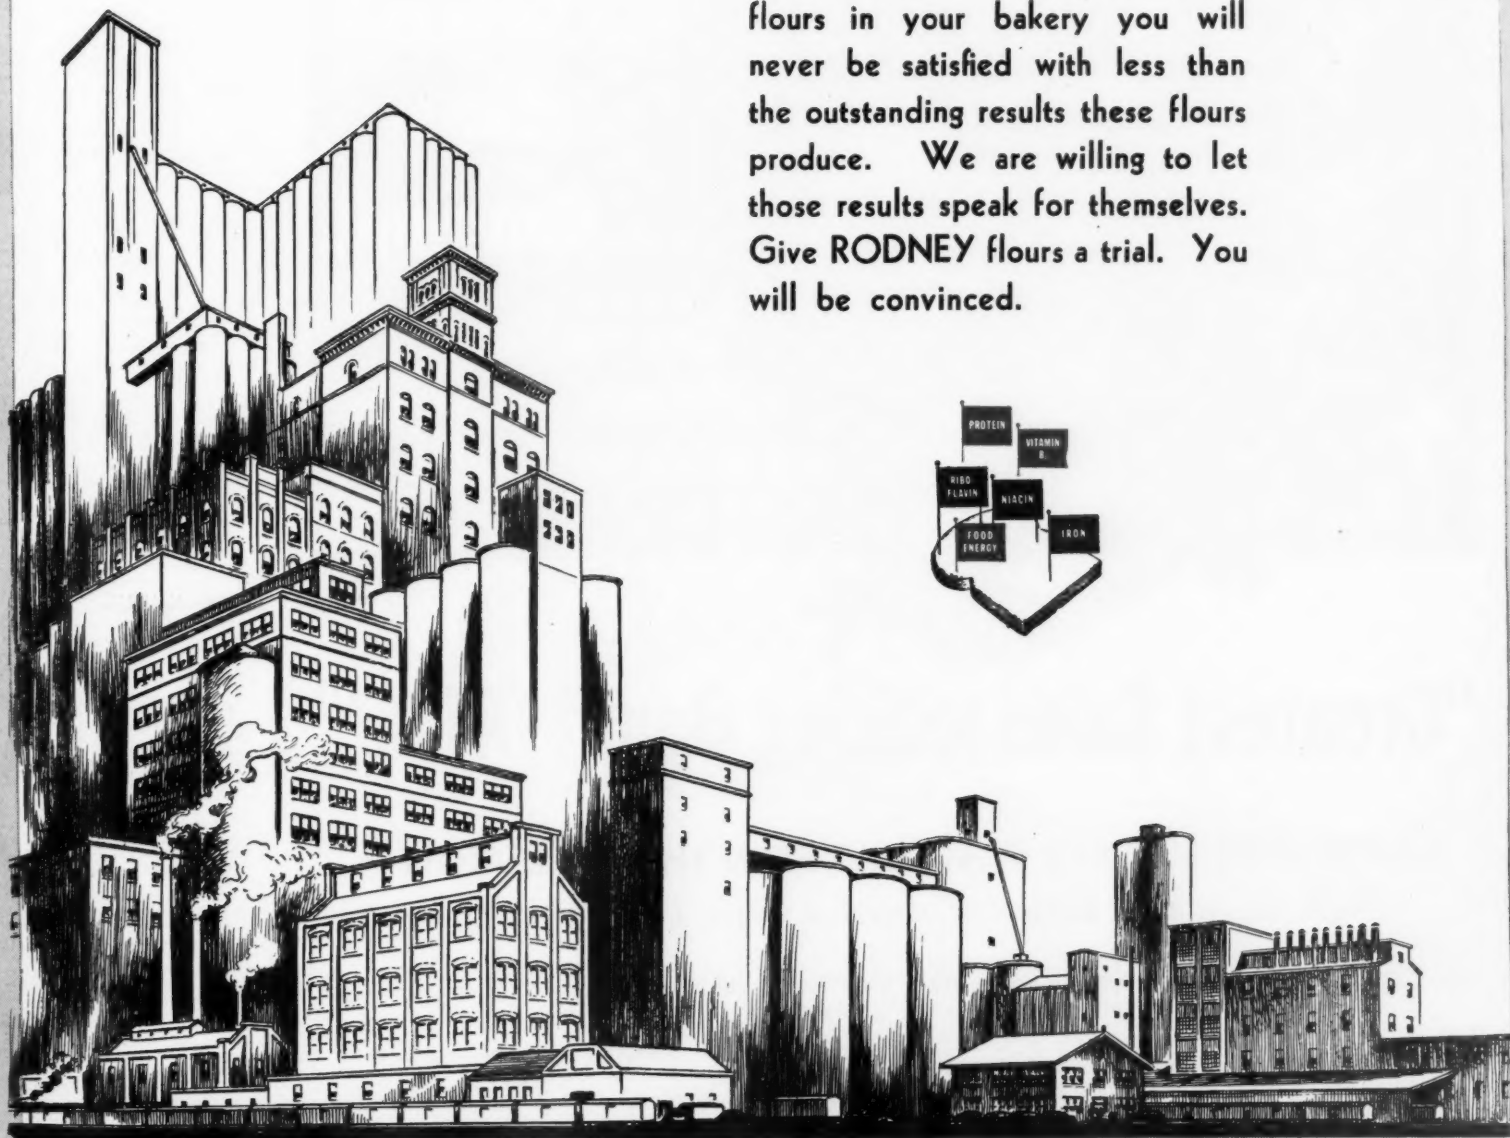 flours in your bakery you will
never be satisfied with less than
the outstanding results these flours
produce. We are willing to let
those results speak for themselves.
Give RODNEY flours a trial. You
will be convinced.
PROTEIN
VITAMIN
B₁
RIBO
FLAVIN
NIACIN
FOOD
ENERGY
IRON